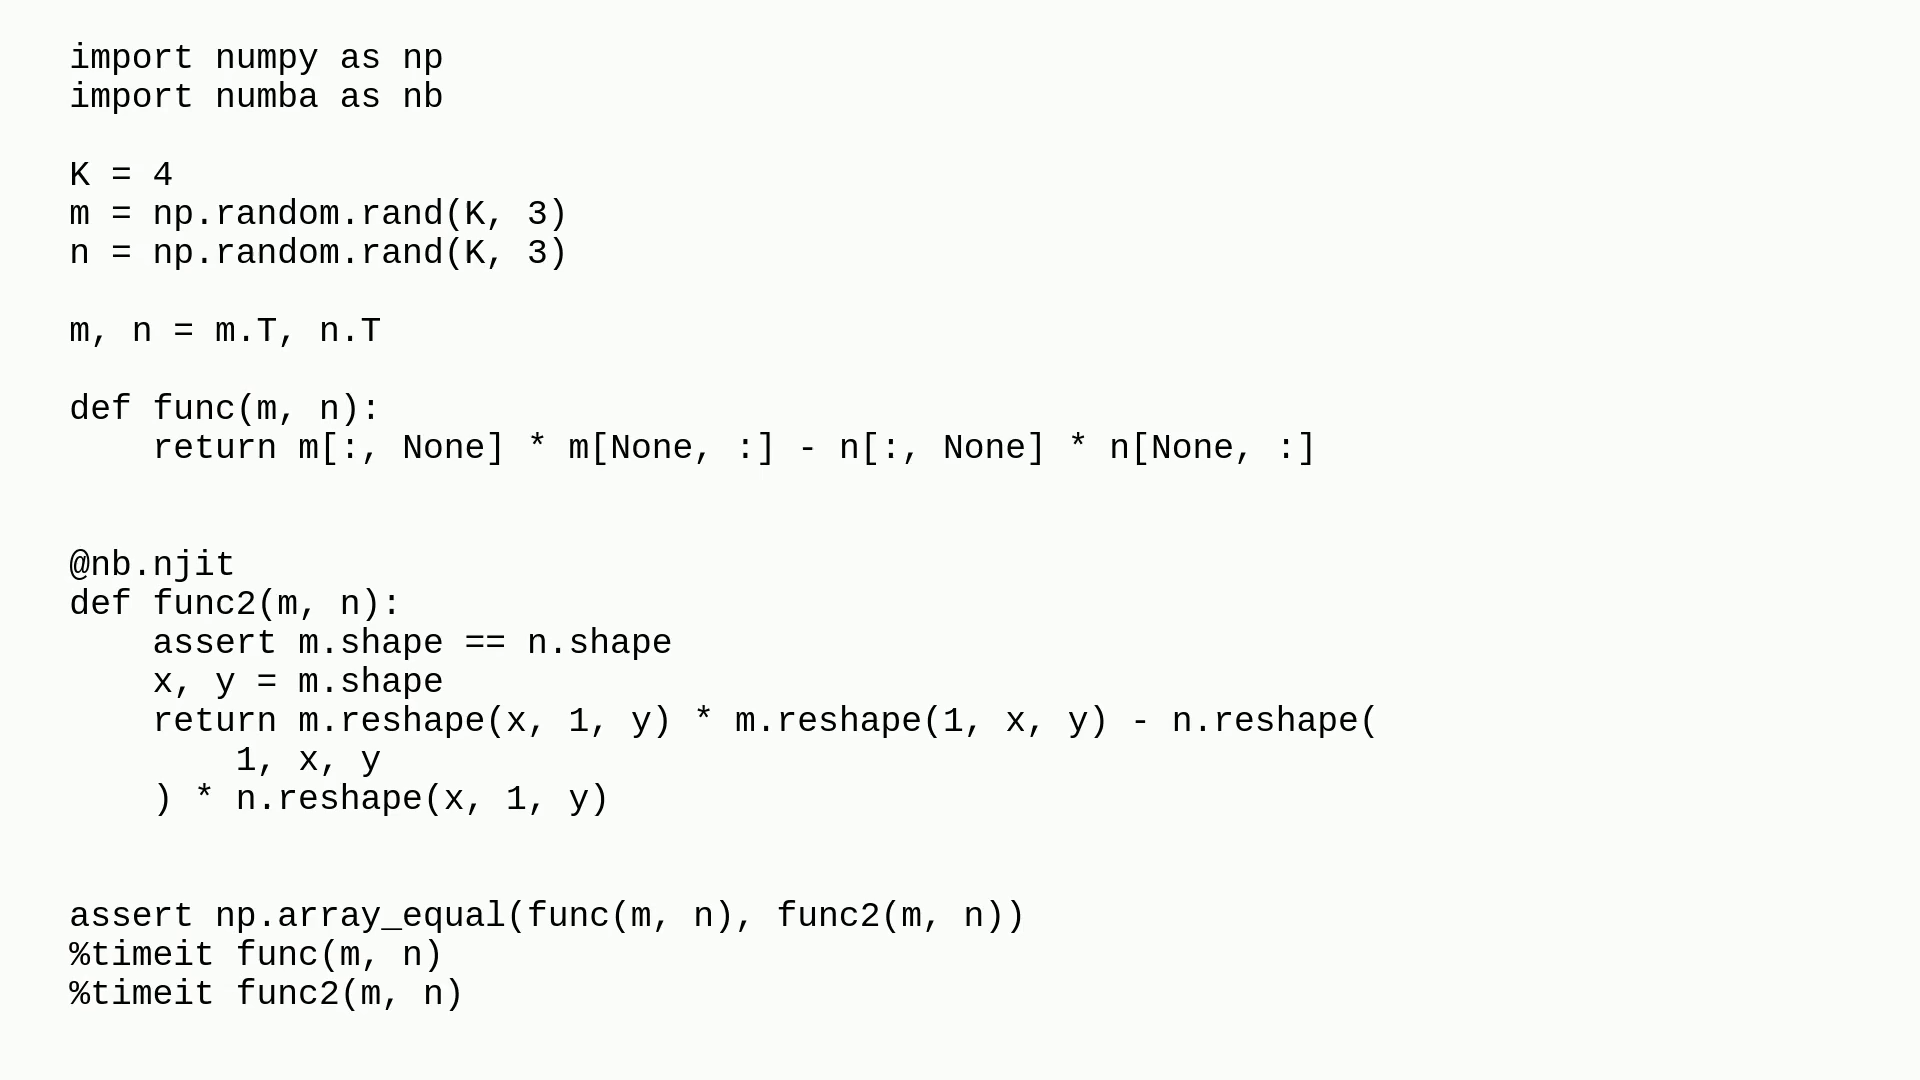 import numpy as np
import numba as nb

K = 4
m = np.random.rand(K, 3)
n = np.random.rand(K, 3)

m, n = m.T, n.T

def func(m, n):
    return m[:, None] * m[None, :] - n[:, None] * n[None, :]


@nb.njit
def func2(m, n):
    assert m.shape == n.shape
    x, y = m.shape
    return m.reshape(x, 1, y) * m.reshape(1, x, y) - n.reshape(
        1, x, y
    ) * n.reshape(x, 1, y)


assert np.array_equal(func(m, n), func2(m, n))
%timeit func(m, n)
%timeit func2(m, n)